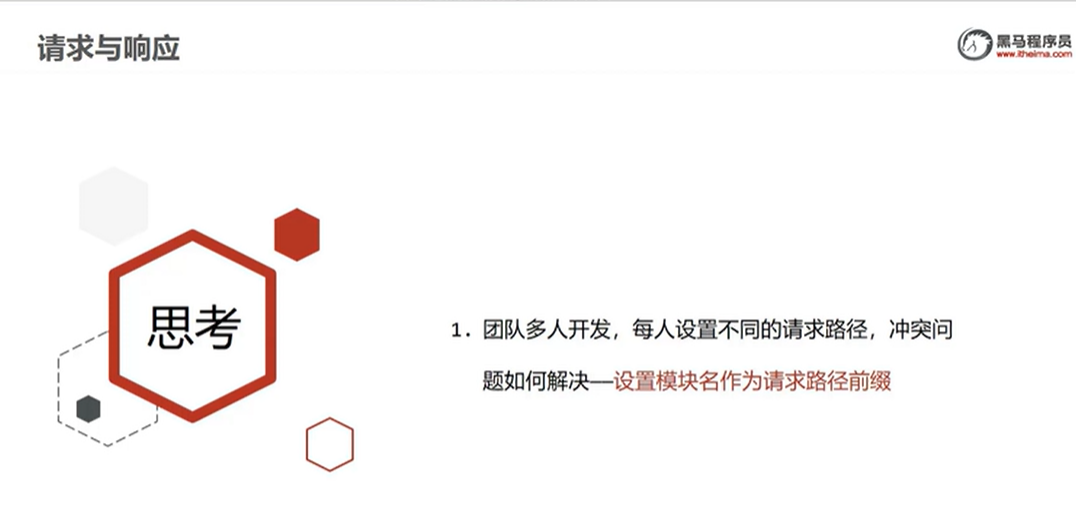 请求与响应
黑马程序员
www.itheima.com
思考
1. 团队多人开发，每人设置不同的请求路径，冲突问
题如何解决—设置模块名作为请求路径前缀